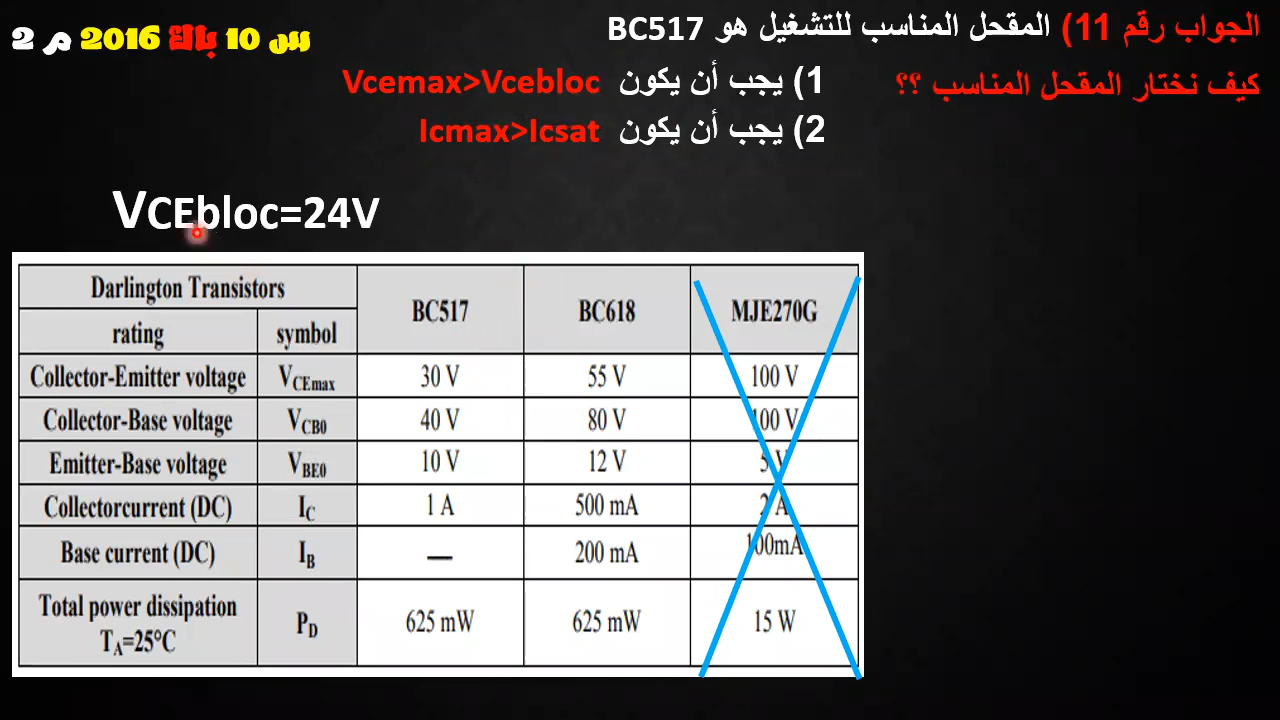 س 10 باك 2016 م 2
الجواب رقم 11) المقحل المناسب للتشغيل هو BC517
كيف نختار المقحل المناسب ؟؟
1) يجب أن يكون Vcemax>Vcebloc
2) يجب أن يكون Icmax>Icsat
VCEbloc=24V
Darlington Transistors BC517 BC618 MJE270G
rating symbol
Collector-Emitter voltage VCEmax 30 V 55 V 100 V
Collector-Base voltage VCB0 40 V 80 V 100 V
Emitter-Base voltage VBE0 10 V 12 V 5 V
Collectorcurrent (DC) IC 1 A 500 mA 2 A
Base current (DC) IB — 200 mA 100mA
Total power dissipation TA=25°C PD 625 mW 625 mW 15 W